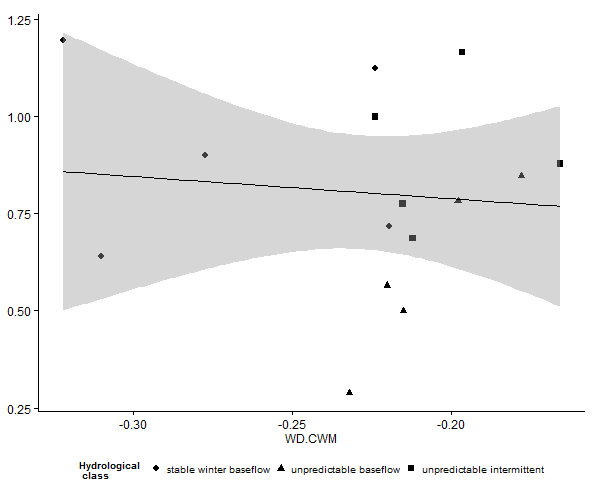 1.25
1.00
0.75
0.50
0.25
-0.30 -0.25 -0.20
WD.CWM
Hydrological
class
stable winter baseflow unpredictable baseflow unpredictable intermittent